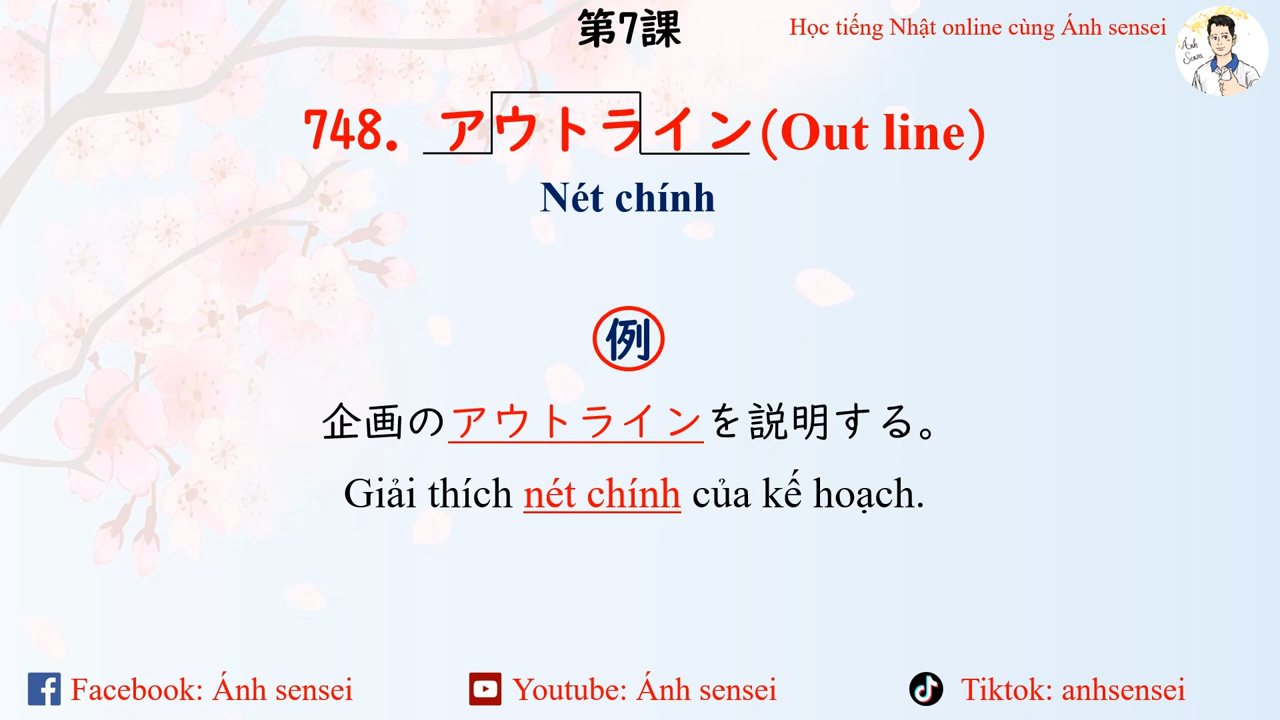 第7課
Học tiếng Nhật online cùng Ánh sensei
Ánh Sensei
748. アウトライン(Out line)
Nét chính
例
企画のアウトラインを説明する。
Giải thích nét chính của kế hoạch.
Facebook: Ánh sensei
Youtube: Ánh sensei
Tiktok: anhsensei